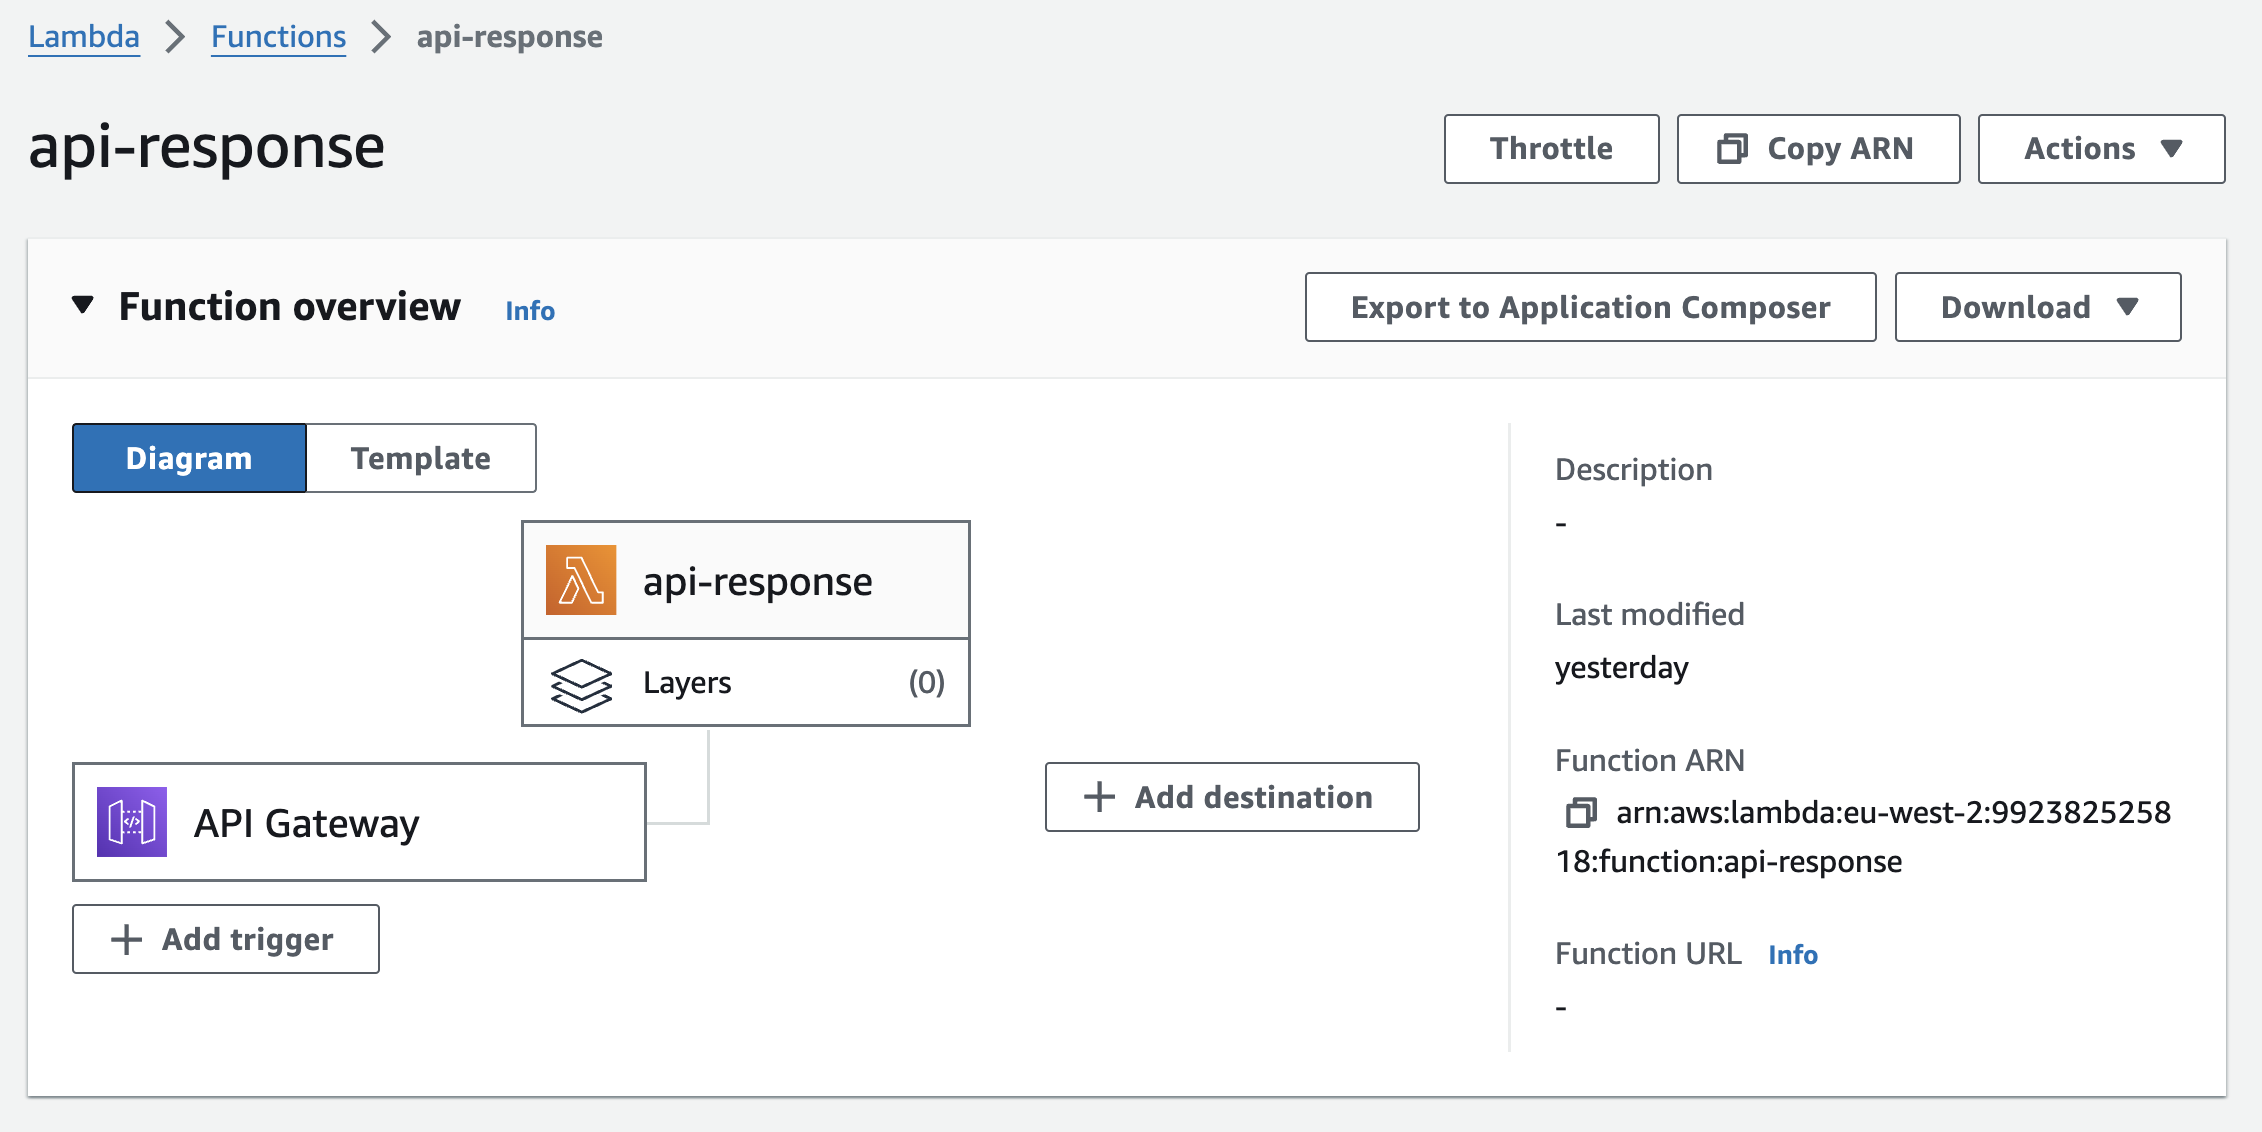 Lambda > Functions > api-response
api-response
Throttle
Copy ARN
Actions
Function overview Info
Export to Application Composer
Download
Diagram
Template
api-response
Layers (0)
API Gateway
+ Add destination
+ Add trigger
Description
-
Last modified
yesterday
Function ARN
arn:aws:lambda:eu-west-2:9923825258
18:function:api-response
Function URL Info
-